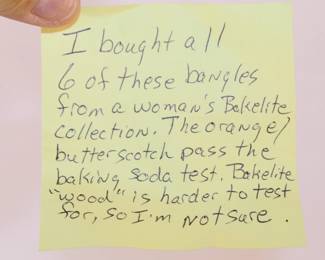 I bought all
6 of these bangles
from a woman's Bakelite
collection. The orange/
butterscotch pass the
baking soda test. Bakelite
"wood" is harder to test
for, so I'm not sure.